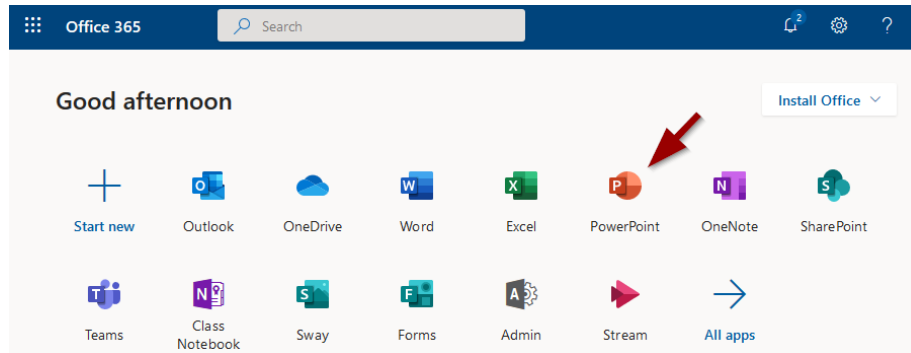 Office 365
Search
2
?
Good afternoon
Install Office
Start new
Outlook
OneDrive
Word
Excel
PowerPoint
OneNote
SharePoint
Teams
Class
Notebook
Sway
Forms
Admin
Stream
All apps